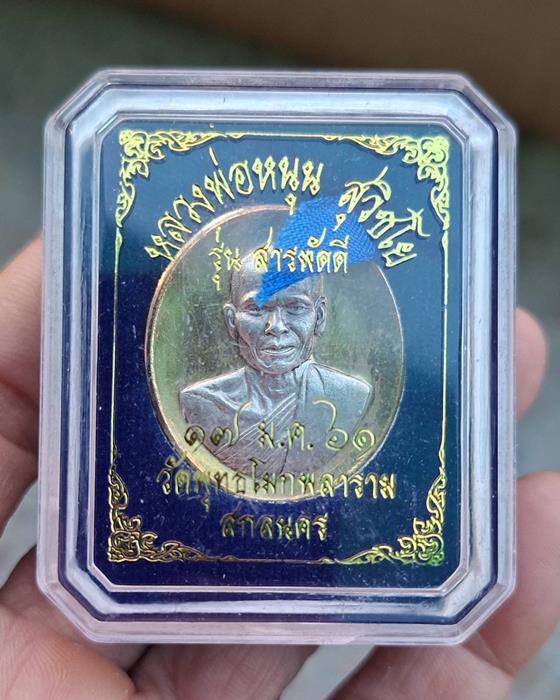 หลวงพ่อหนุน สุวิชโย
รุ่น สารพัดดี
๑๗ ม.ค. ๖๑
วัดพุทธโมกพลาราม
สกลนคร